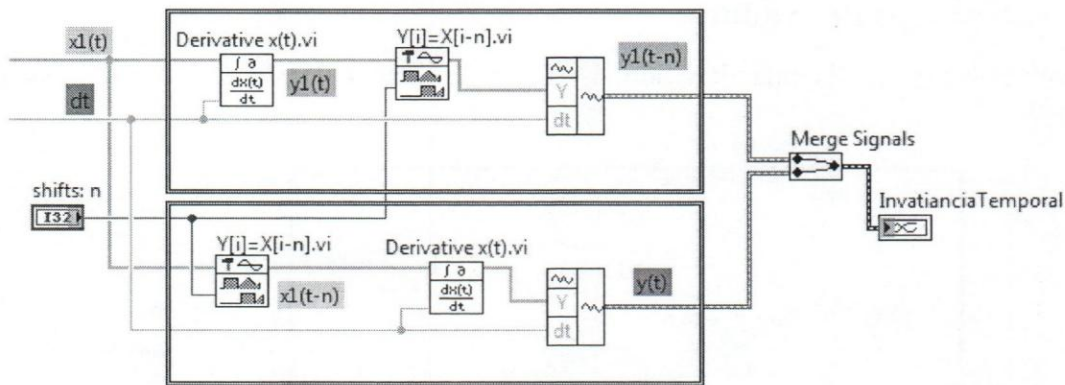 x1(t)
Derivative x(t).vi
Y[i]=X[i-n].vi
∫ ∂
dx(t)
dt
y1(t)
y1(t-n)
dt
Y
dt
Merge Signals
shifts: n
I32
InvatianciaTemporal
Y[i]=X[i-n].vi
Derivative x(t).vi
∫ ∂
dx(t)
dt
x1(t-n)
y(t)
Y
dt